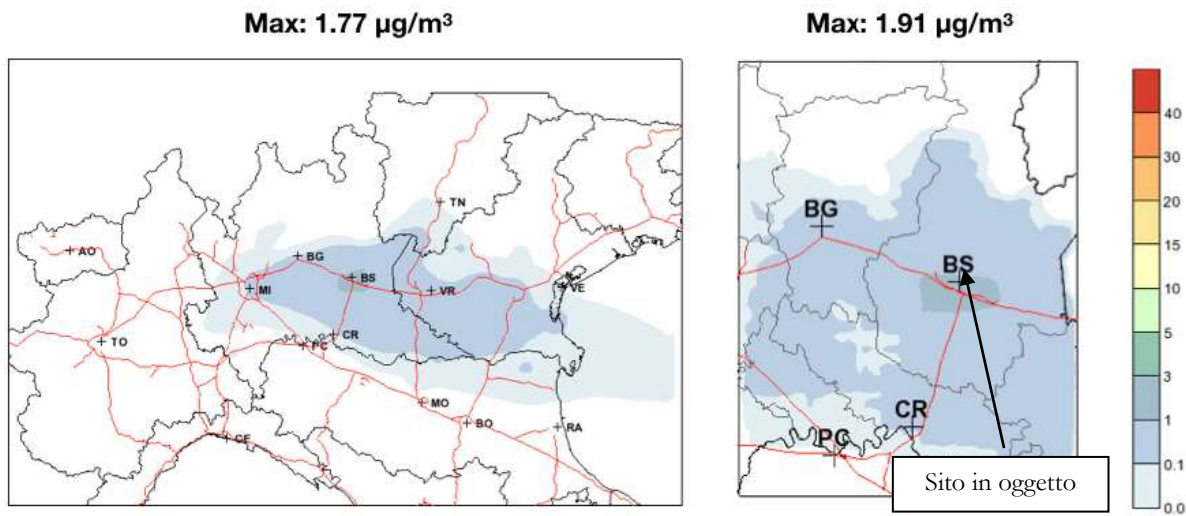 Max: 1.77 µg/m³
Max: 1.91 µg/m³
TN
AO
BG
BS
MI
VR
VE
TO
CR
PC
MO
BO
RA
GE
BG
BS
CR
PC
Sito in oggetto
40
30
20
15
10
5
3
1
0.1
0.0